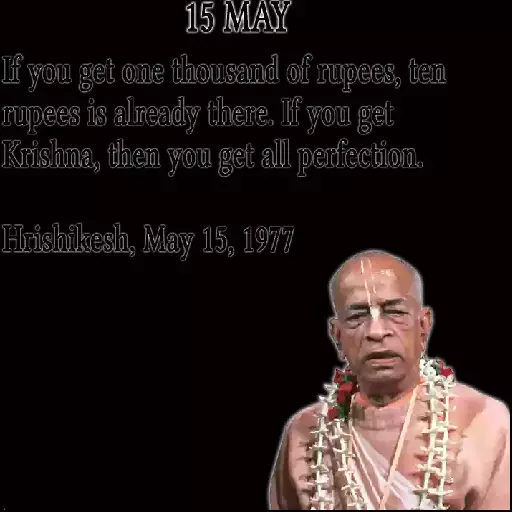 15 MAY
If you get one thousand of rupees, ten
rupees is already there. If you get
Krishna, then you get all perfection.
Hrishikesh, May 15, 1977